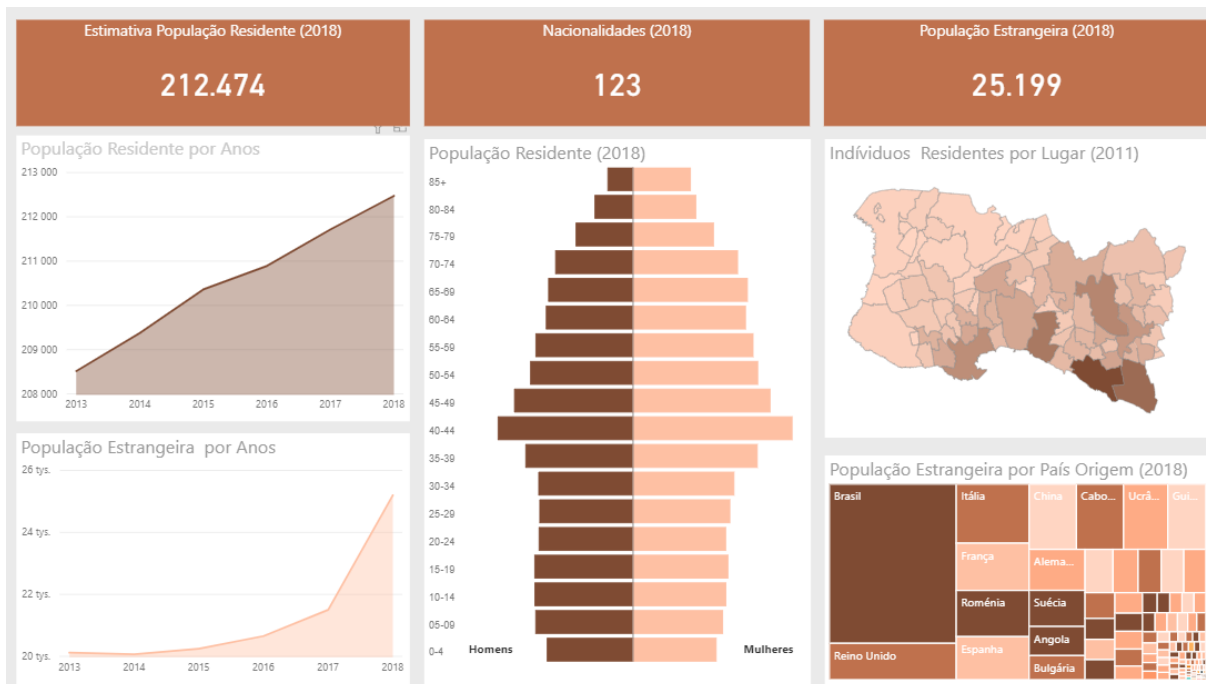 Estimativa População Residente (2018)
212.474
Nacionalidades (2018)
123
População Estrangeira (2018)
25.199
População Residente por Anos
213 000
212 000
211 000
210 000
209 000
208 000
2013 2014 2015 2016 2017 2018
População Estrangeira por Anos
26 tys.
24 tys.
22 tys.
20 tys.
2013 2014 2015 2016 2017 2018
População Residente (2018)
85+
80-84
75-79
70-74
65-69
60-64
55-59
50-54
45-49
40-44
35-39
30-34
25-29
20-24
15-19
10-14
05-09
0-4
Homens
Mulheres
Indíviduos Residentes por Lugar (2011)
População Estrangeira por País Origem (2018)
Brasil
Reino Unido
Itália
França
Roménia
Espanha
China
Cabo...
Ucrâ...
Gui...
Alema...
Suécia
Angola
Bulgária